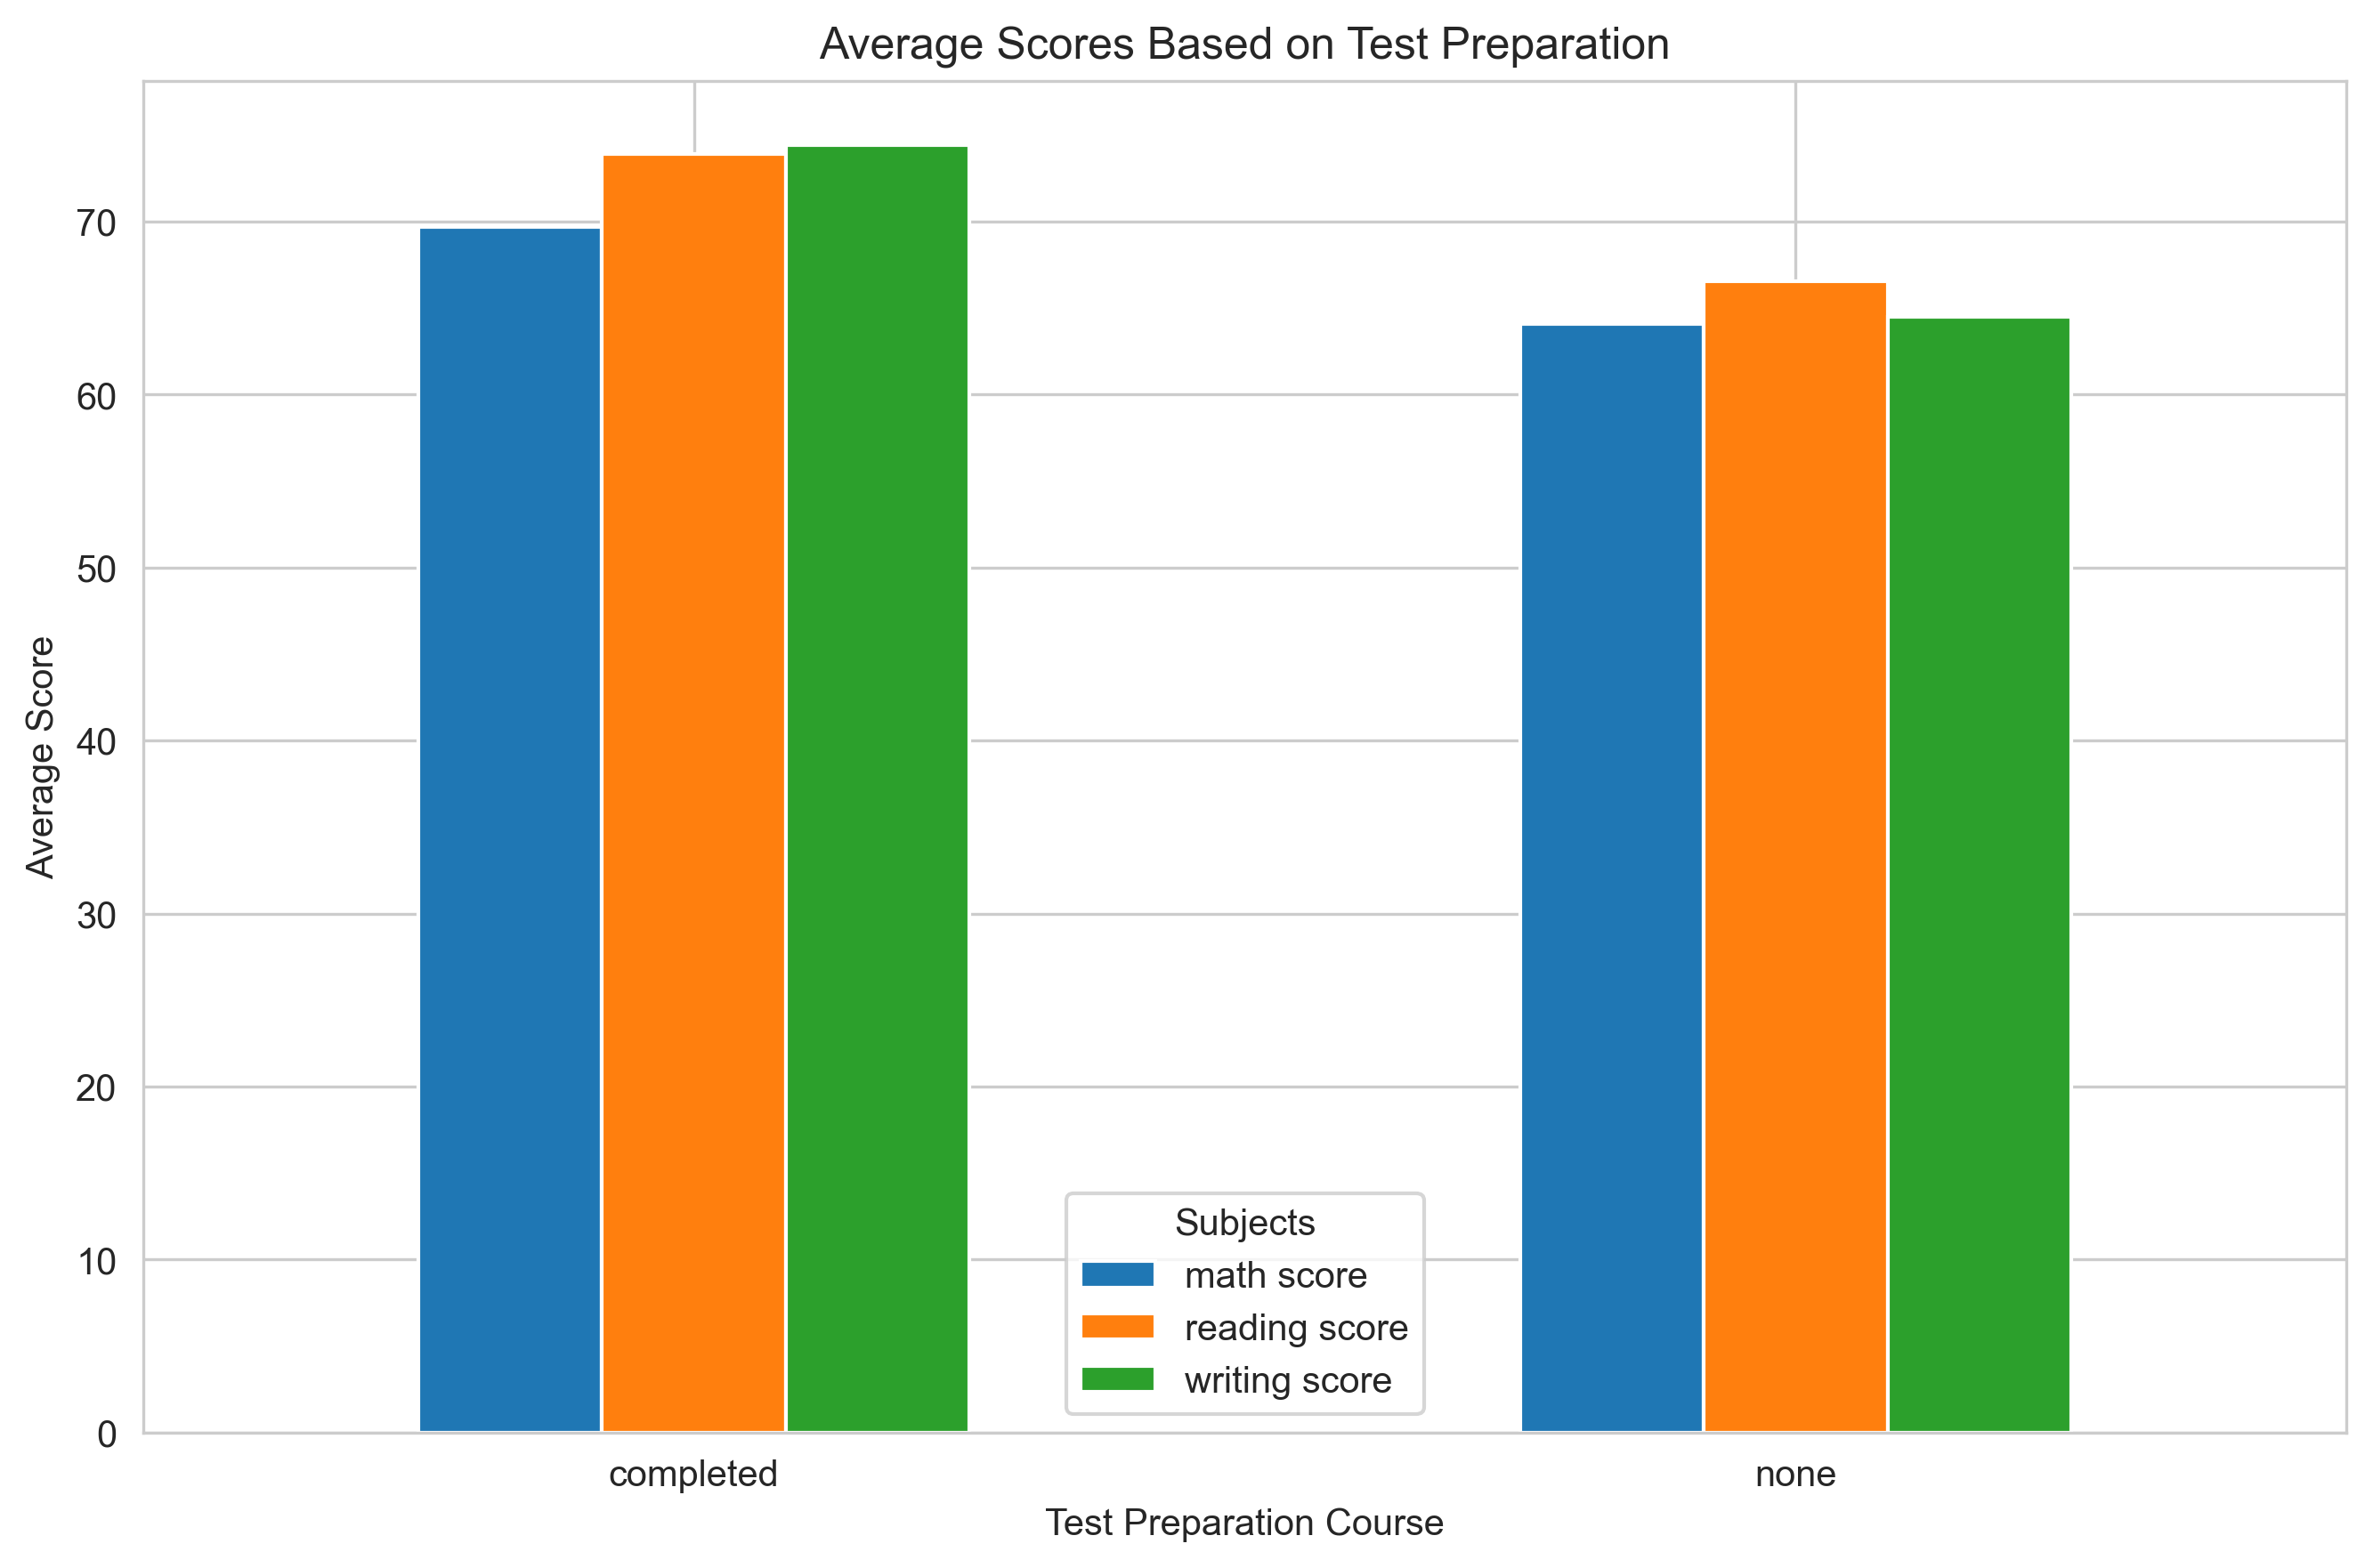 Average Scores Based on Test Preparation
Average Score
70
60
50
40
30
20
10
0
Subjects
math score
reading score
writing score
completed
none
Test Preparation Course